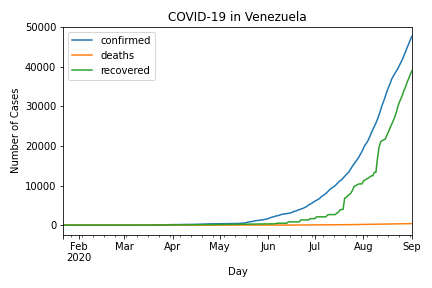 COVID-19 in Venezuela
confirmed
deaths
recovered
50000
40000
30000
20000
10000
0
Number of Cases
Feb Mar Apr May Jun Jul Aug Sep
2020
Day